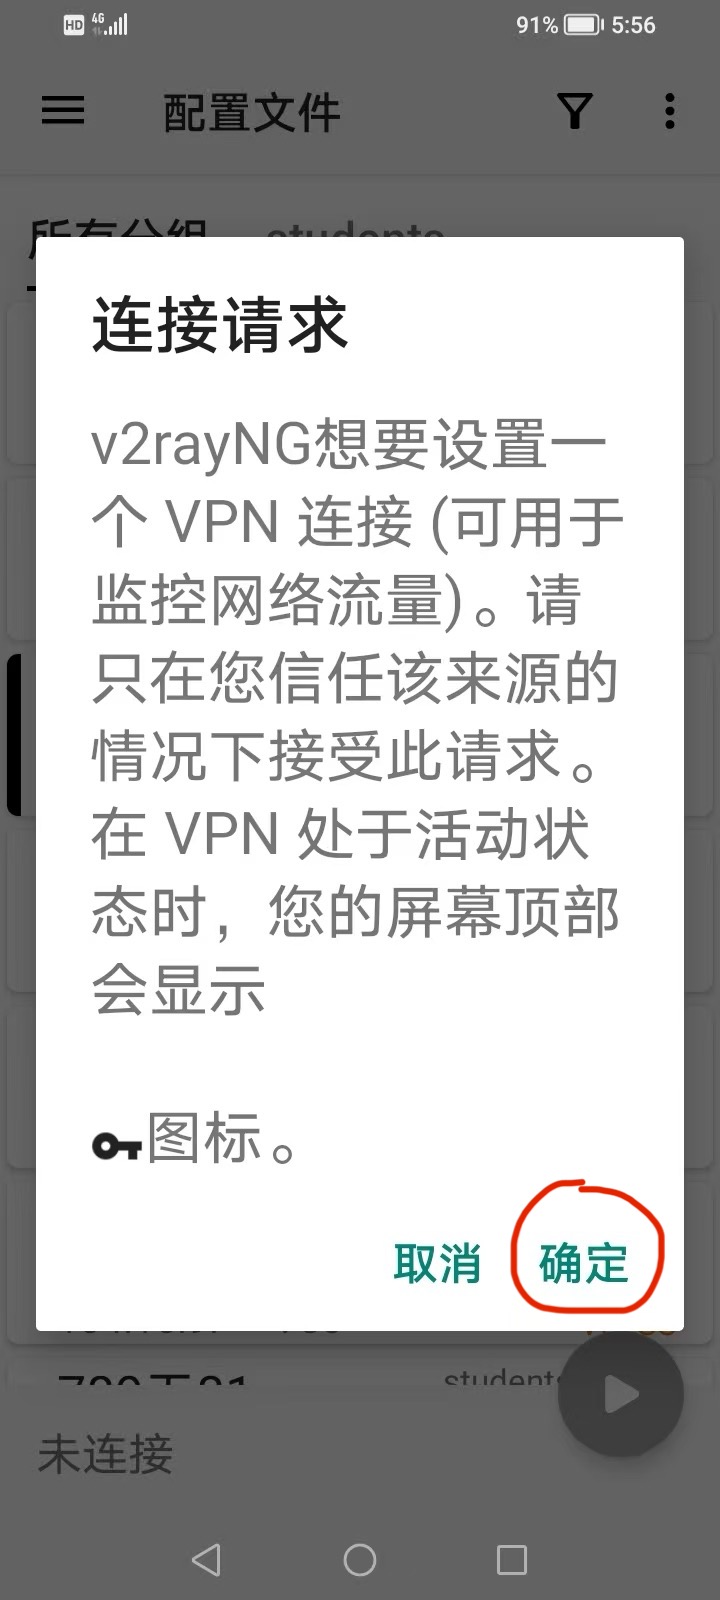 HD 4G 91% 5:56
配置文件
所有分组 students
连接请求
v2rayNG想要设置一
个 VPN 连接 (可用于
监控网络流量)。请
只在您信任该来源的
情况下接受此请求。
在 VPN 处于活动状
态时，您的屏幕顶部
会显示
图标。
取消 确定
students
未连接